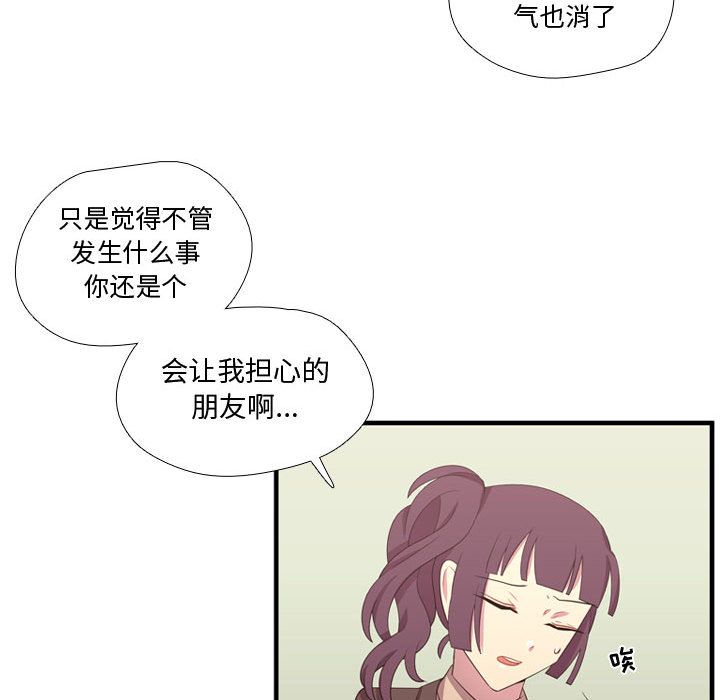 气也消了
只是觉得不管
发生什么事
你还是个
会让我担心的
朋友啊...
唉